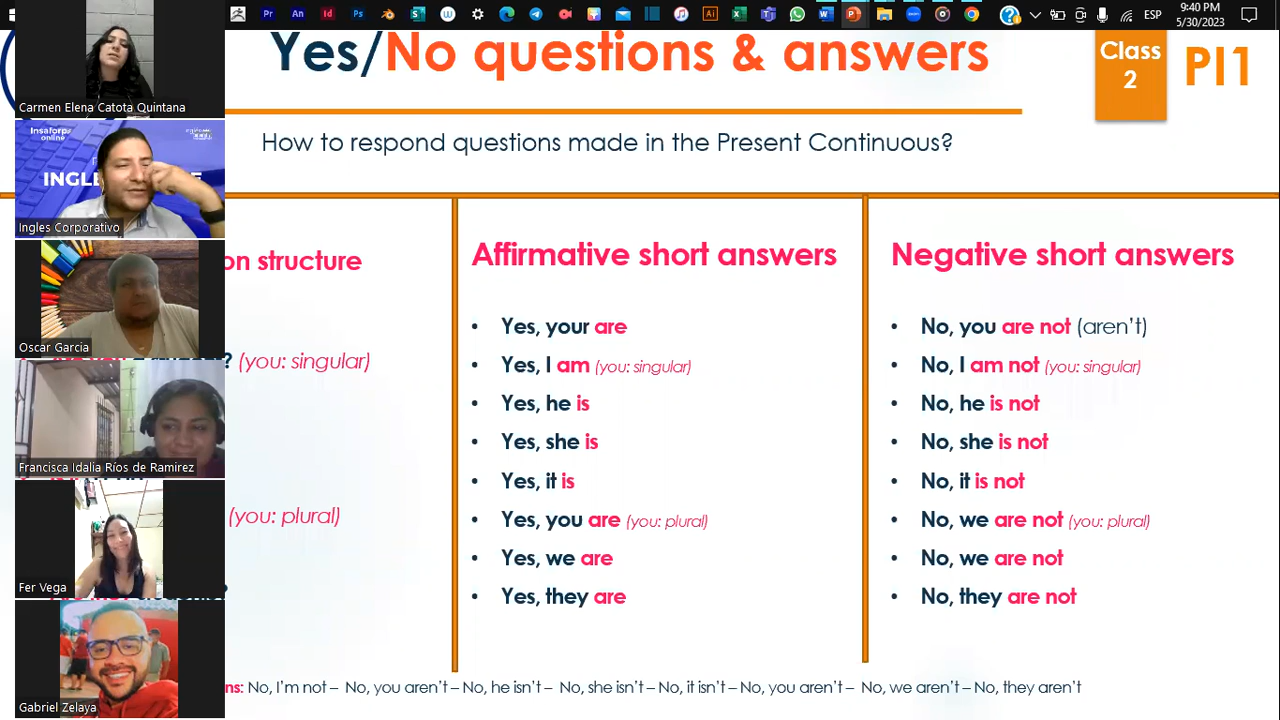 9:40 PM
ESP
5/30/2023
Yes/No questions & answers
Class
2
PI1
How to respond questions made in the Present Continuous?
Carmen Elena Catota Quintana
Insaforp
online
INGL
Ingles Corporativo
Oscar Garcia
Francisca Idalia Ríos de Ramirez
Fer Vega
Gabriel Zelaya
on structure
? (you: singular)
(you: plural)
Affirmative short answers
• Yes, your are
• Yes, I am (you: singular)
• Yes, he is
• Yes, she is
• Yes, it is
• Yes, you are (you: plural)
• Yes, we are
• Yes, they are
Negative short answers
• No, you are not (aren't)
• No, I am not (you: singular)
• No, he is not
• No, she is not
• No, it is not
• No, we are not (you: plural)
• No, we are not
• No, they are not
ns: No, I'm not – No, you aren't – No, he isn't – No, she isn't – No, it isn't – No, you aren't – No, we aren't – No, they aren't